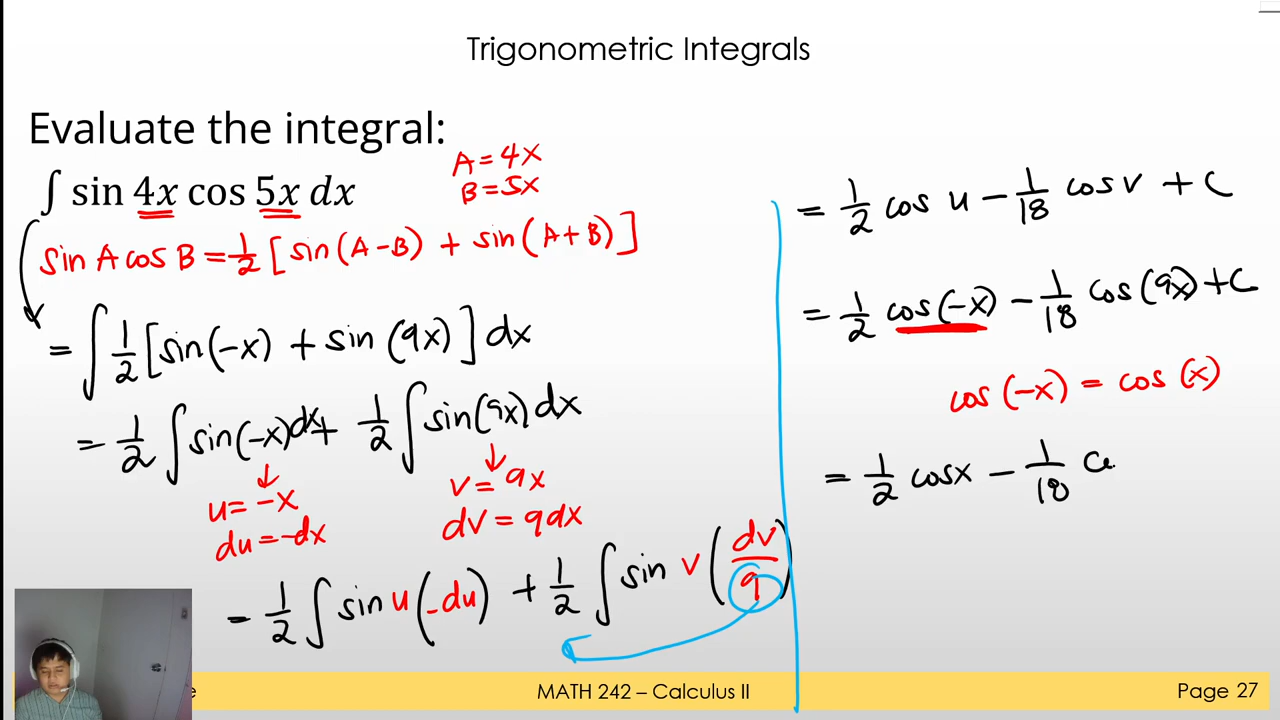 Trigonometric Integrals
Evaluate the integral:
∫ sin 4x cos 5x dx
A = 4x
B = 5x
sin A cos B = 1/2 [sin(A-B) + sin(A+B)]
= ∫ 1/2 [sin(-x) + sin(9x)] dx
= 1/2 ∫ sin(-x) dx + 1/2 ∫ sin(9x) dx
u = -x
du = -dx
v = 9x
dv = 9dx
= 1/2 ∫ sin u (-du) + 1/2 ∫ sin v (dv/9)
= 1/2 cos u - 1/18 cos v + C
= 1/2 cos(-x) - 1/18 cos(9x) + C
cos(-x) = cos(x)
= 1/2 cosx - 1/18 co
MATH 242 – Calculus II
Page 27